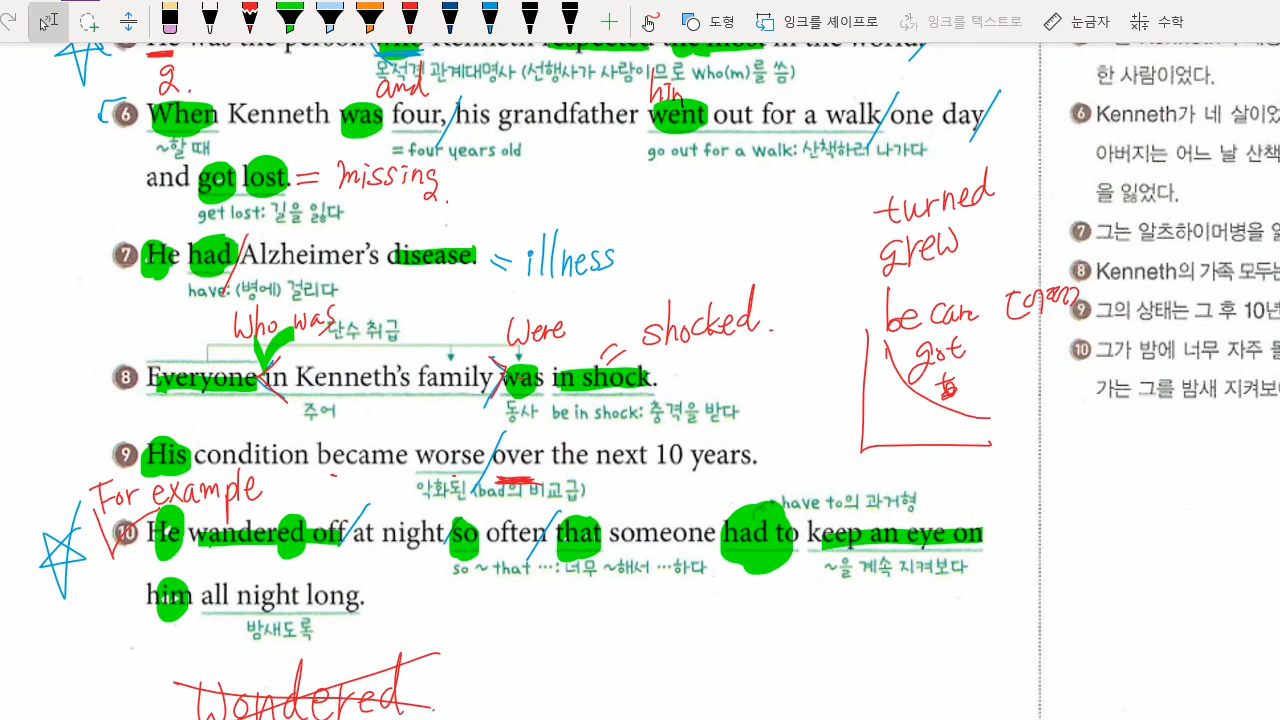 도형 잉크를 셰이프로 잉크를 텍스트로 눈금자 수학
He was the person who Kenneth respected the most in the world.
목적격 관계대명사 (선행사가 사람이므로 who(m)를 씀)
한 사람이었다.
and
him
6 When Kenneth was four, his grandfather went out for a walk one day
~할 때 = four years old go out for a walk: 산책하러 나가다
and got lost. = missing
get lost: 길을 잃다
7 He had Alzheimer's disease. = illness
have: (병에) 걸리다
who was 단수 취급 were = shocked.
8 Everyone in Kenneth's family was in shock.
주어 동사 be in shock: 충격을 받다
9 His condition became worse over the next 10 years.
악화된 (bad의 비교급)
For example
have to의 과거형
10 He wandered off at night so often that someone had to keep an eye on
so ~ that …: 너무 ~해서 …하다 ~을 계속 지켜보다
him all night long.
밤새도록
Wondered
turned
grew
got
6 Kenneth가 네 살이었
아버지는 어느 날 산책
을 잃었다.
7 그는 알츠하이머병을
8 Kenneth의 가족 모두는
9 그의 상태는 그 후 10년
10 그가 밤에 너무 자주
가는 그를 밤새 지켜보